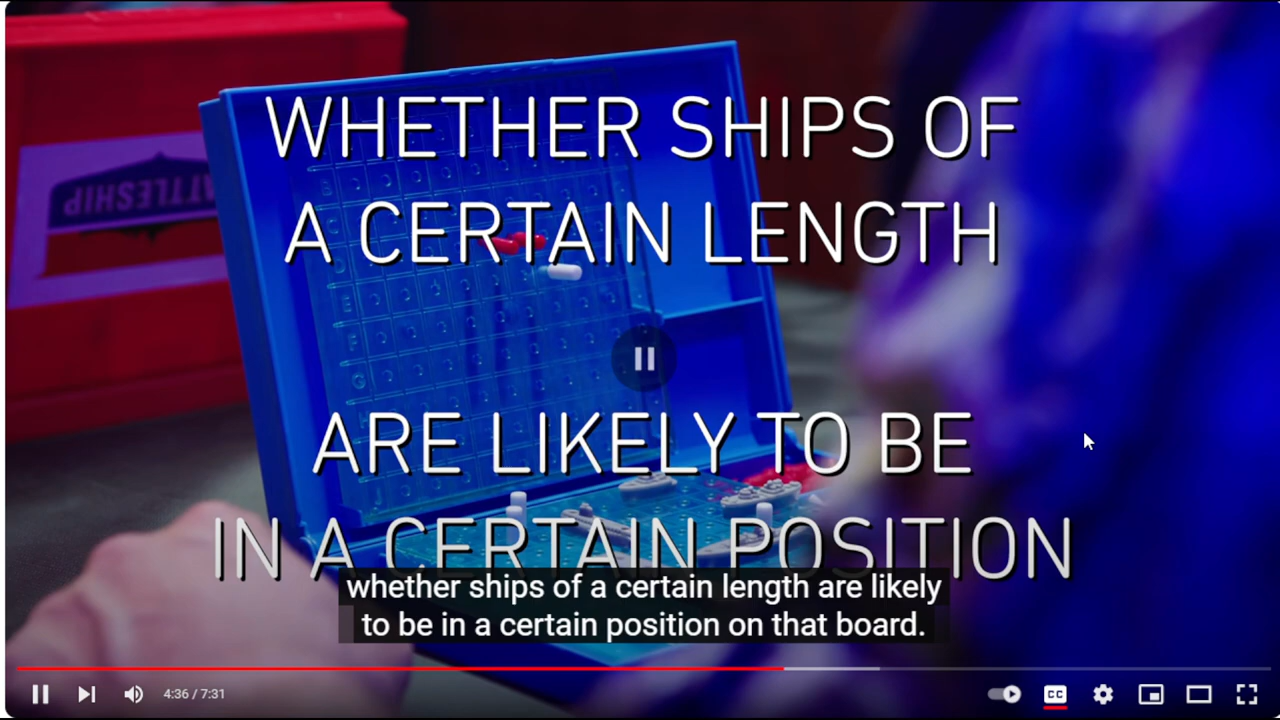 WHETHER SHIPS OF
A CERTAIN LENGTH
ARE LIKELY TO BE
IN A CERTAIN POSITION
whether ships of a certain length are likely
to be in a certain position on that board.
4:36 / 7:31
CC